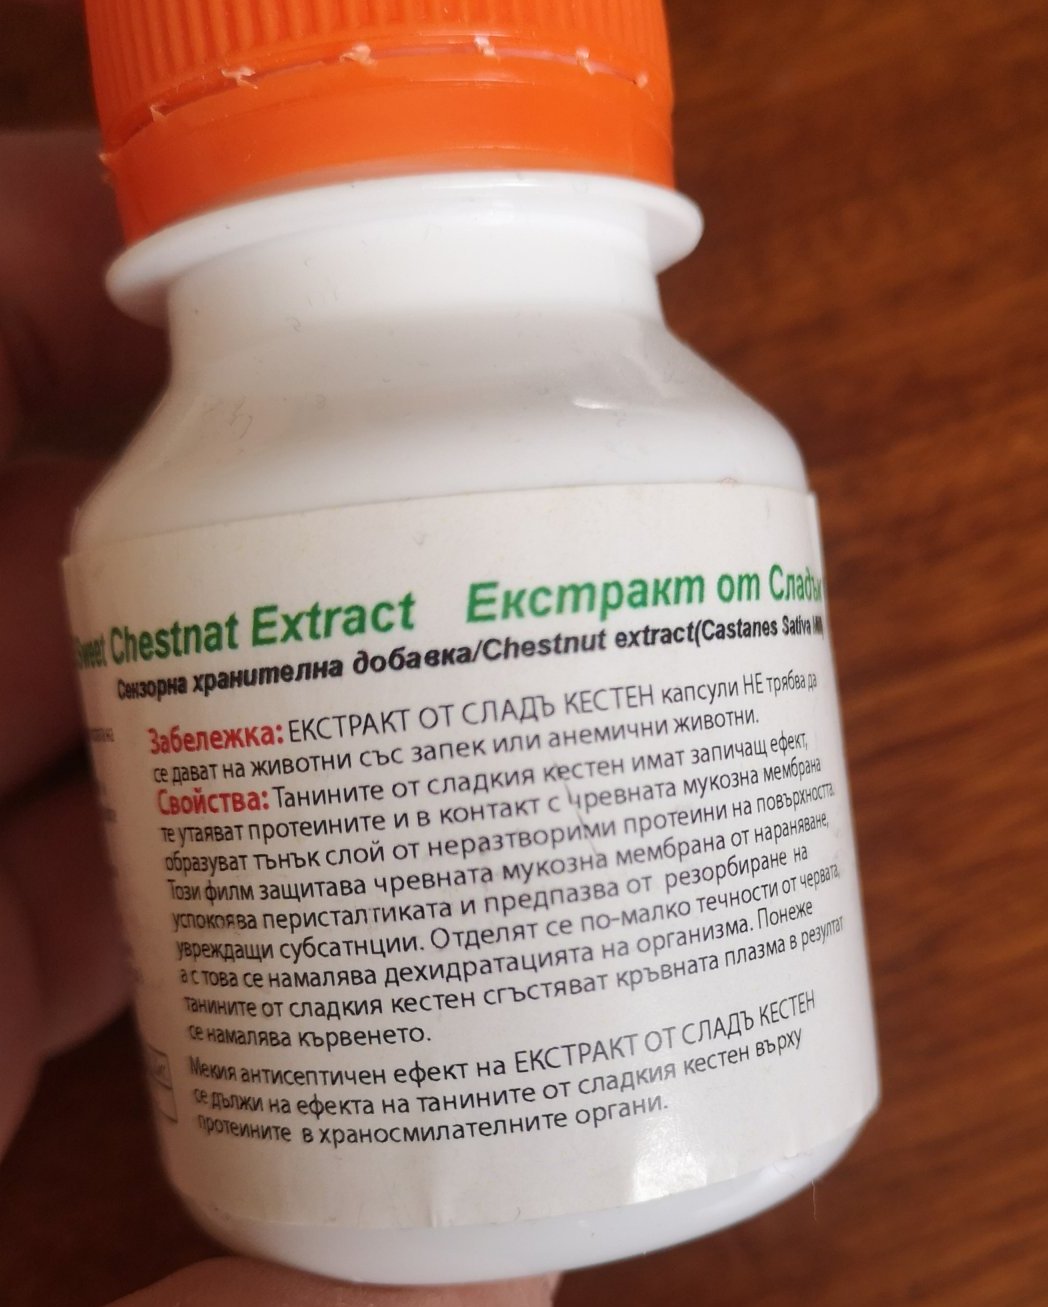 Sweet Chestnat Extract Екстракт от Сладък
Сензорна хранителна добавка/Chestnut extract(Castanes Sativa Mill)
Забележка: ЕКСТРАКТ ОТ СЛАДЪ КЕСТЕН капсули НЕ трябва да
се дават на животни със запек или анемични животни.
Свойства: Танините от сладкия кестен имат запичащ ефект,
те утаяват протеините и в контакт с чревната мукозна мембрана
образуват тънък слой от неразтворими протеини на повърхността.
Този филм защитава чревната мукозна мембрана от нараняване,
успокоява перисталтиката и предпазва от резорбиране на
увреждащи субсатнции. Отделят се по-малко течности от червата,
а с това се намалява дехидратацията на организма. Понеже
танините от сладкия кестен сгъстяват кръвната плазма в резултат
се намалява кървенето.
Мекия антисептичен ефект на ЕКСТРАКТ ОТ СЛАДЪ КЕСТЕН
се дължи на ефекта на танините от сладкия кестен върху
протеините в храносмилателните органи.